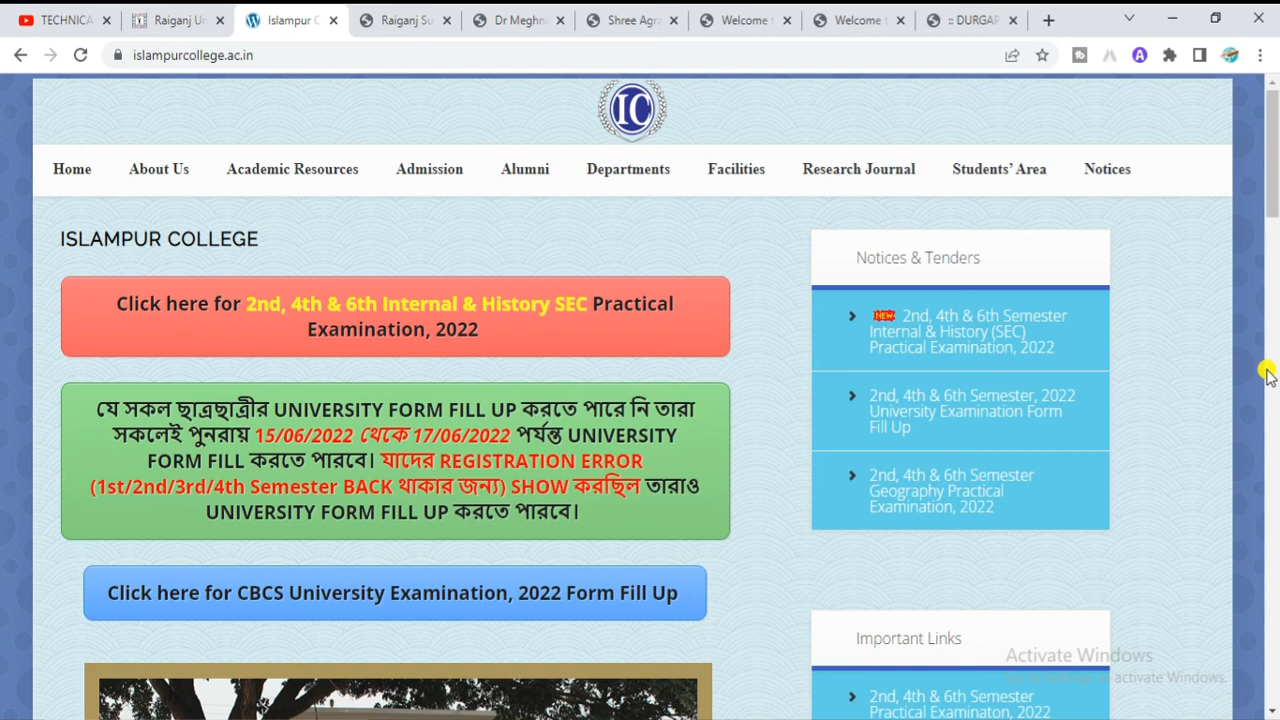 TECHNICA
Raiganj Un
Islampur C
Raiganj Su
Dr Meghn
Shree Agra
Welcome t
Welcome t
:: DURGAP
islampurcollege.ac.in
IC
Home About Us Academic Resources Admission Alumni Departments Facilities Research Journal Students' Area Notices
ISLAMPUR COLLEGE
Click here for 2nd, 4th & 6th Internal & History SEC Practical
Examination, 2022
যে সকল ছাত্রছাত্রীর UNIVERSITY FORM FILL UP করতে পারে নি তারা
সকলেই পুনরায় 15/06/2022 থেকে 17/06/2022 পর্যন্ত UNIVERSITY
FORM FILL করতে পারবে। যাদের REGISTRATION ERROR
(1st/2nd/3rd/4th Semester BACK থাকার জন্য) SHOW করছিল তারাও
UNIVERSITY FORM FILL UP করতে পারবে।
Click here for CBCS University Examination, 2022 Form Fill Up
Notices & Tenders
NEW 2nd, 4th & 6th Semester
Internal & History (SEC)
Practical Examination, 2022
2nd, 4th & 6th Semester, 2022
University Examination Form
Fill Up
2nd, 4th & 6th Semester
Geography Practical
Examination, 2022
Important Links
Activate Windows
activate Windows.
2nd, 4th & 6th Semester
Practical Examinaton, 2022